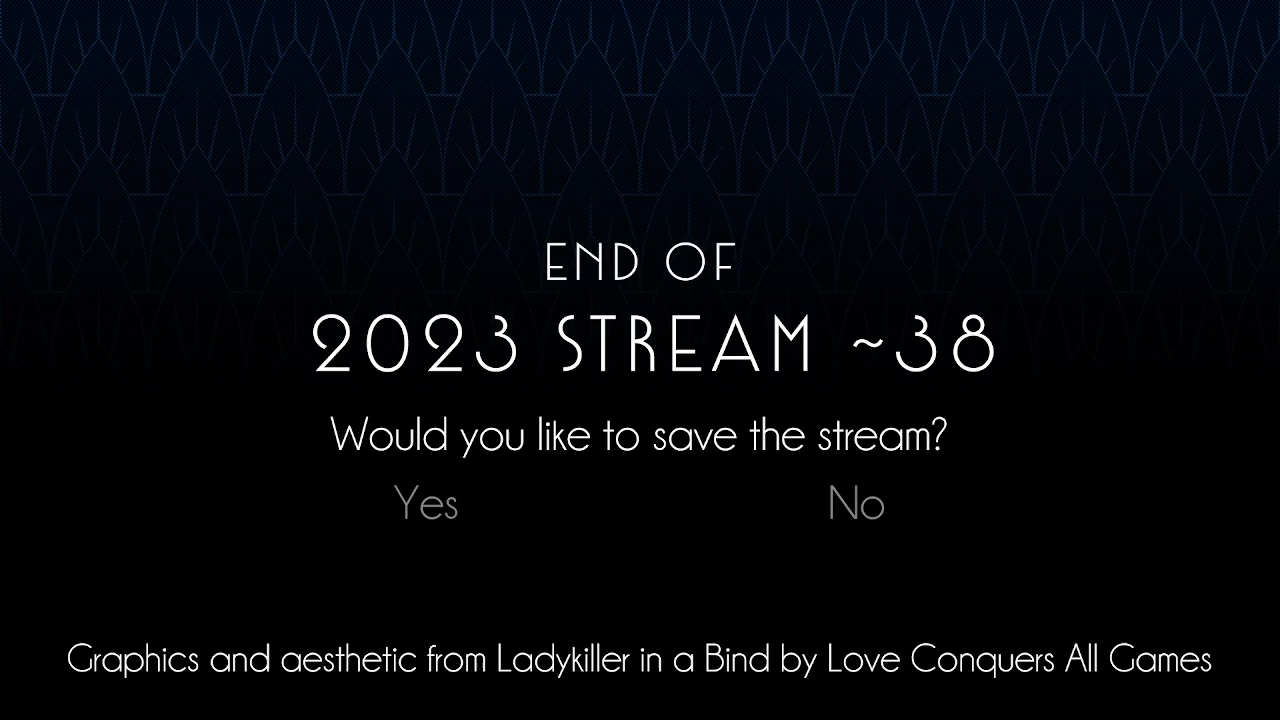 END OF
2023 STREAM ~38
Would you like to save the stream?
Yes No
Graphics and aesthetic from Ladykiller in a Bind by Love Conquers All Games